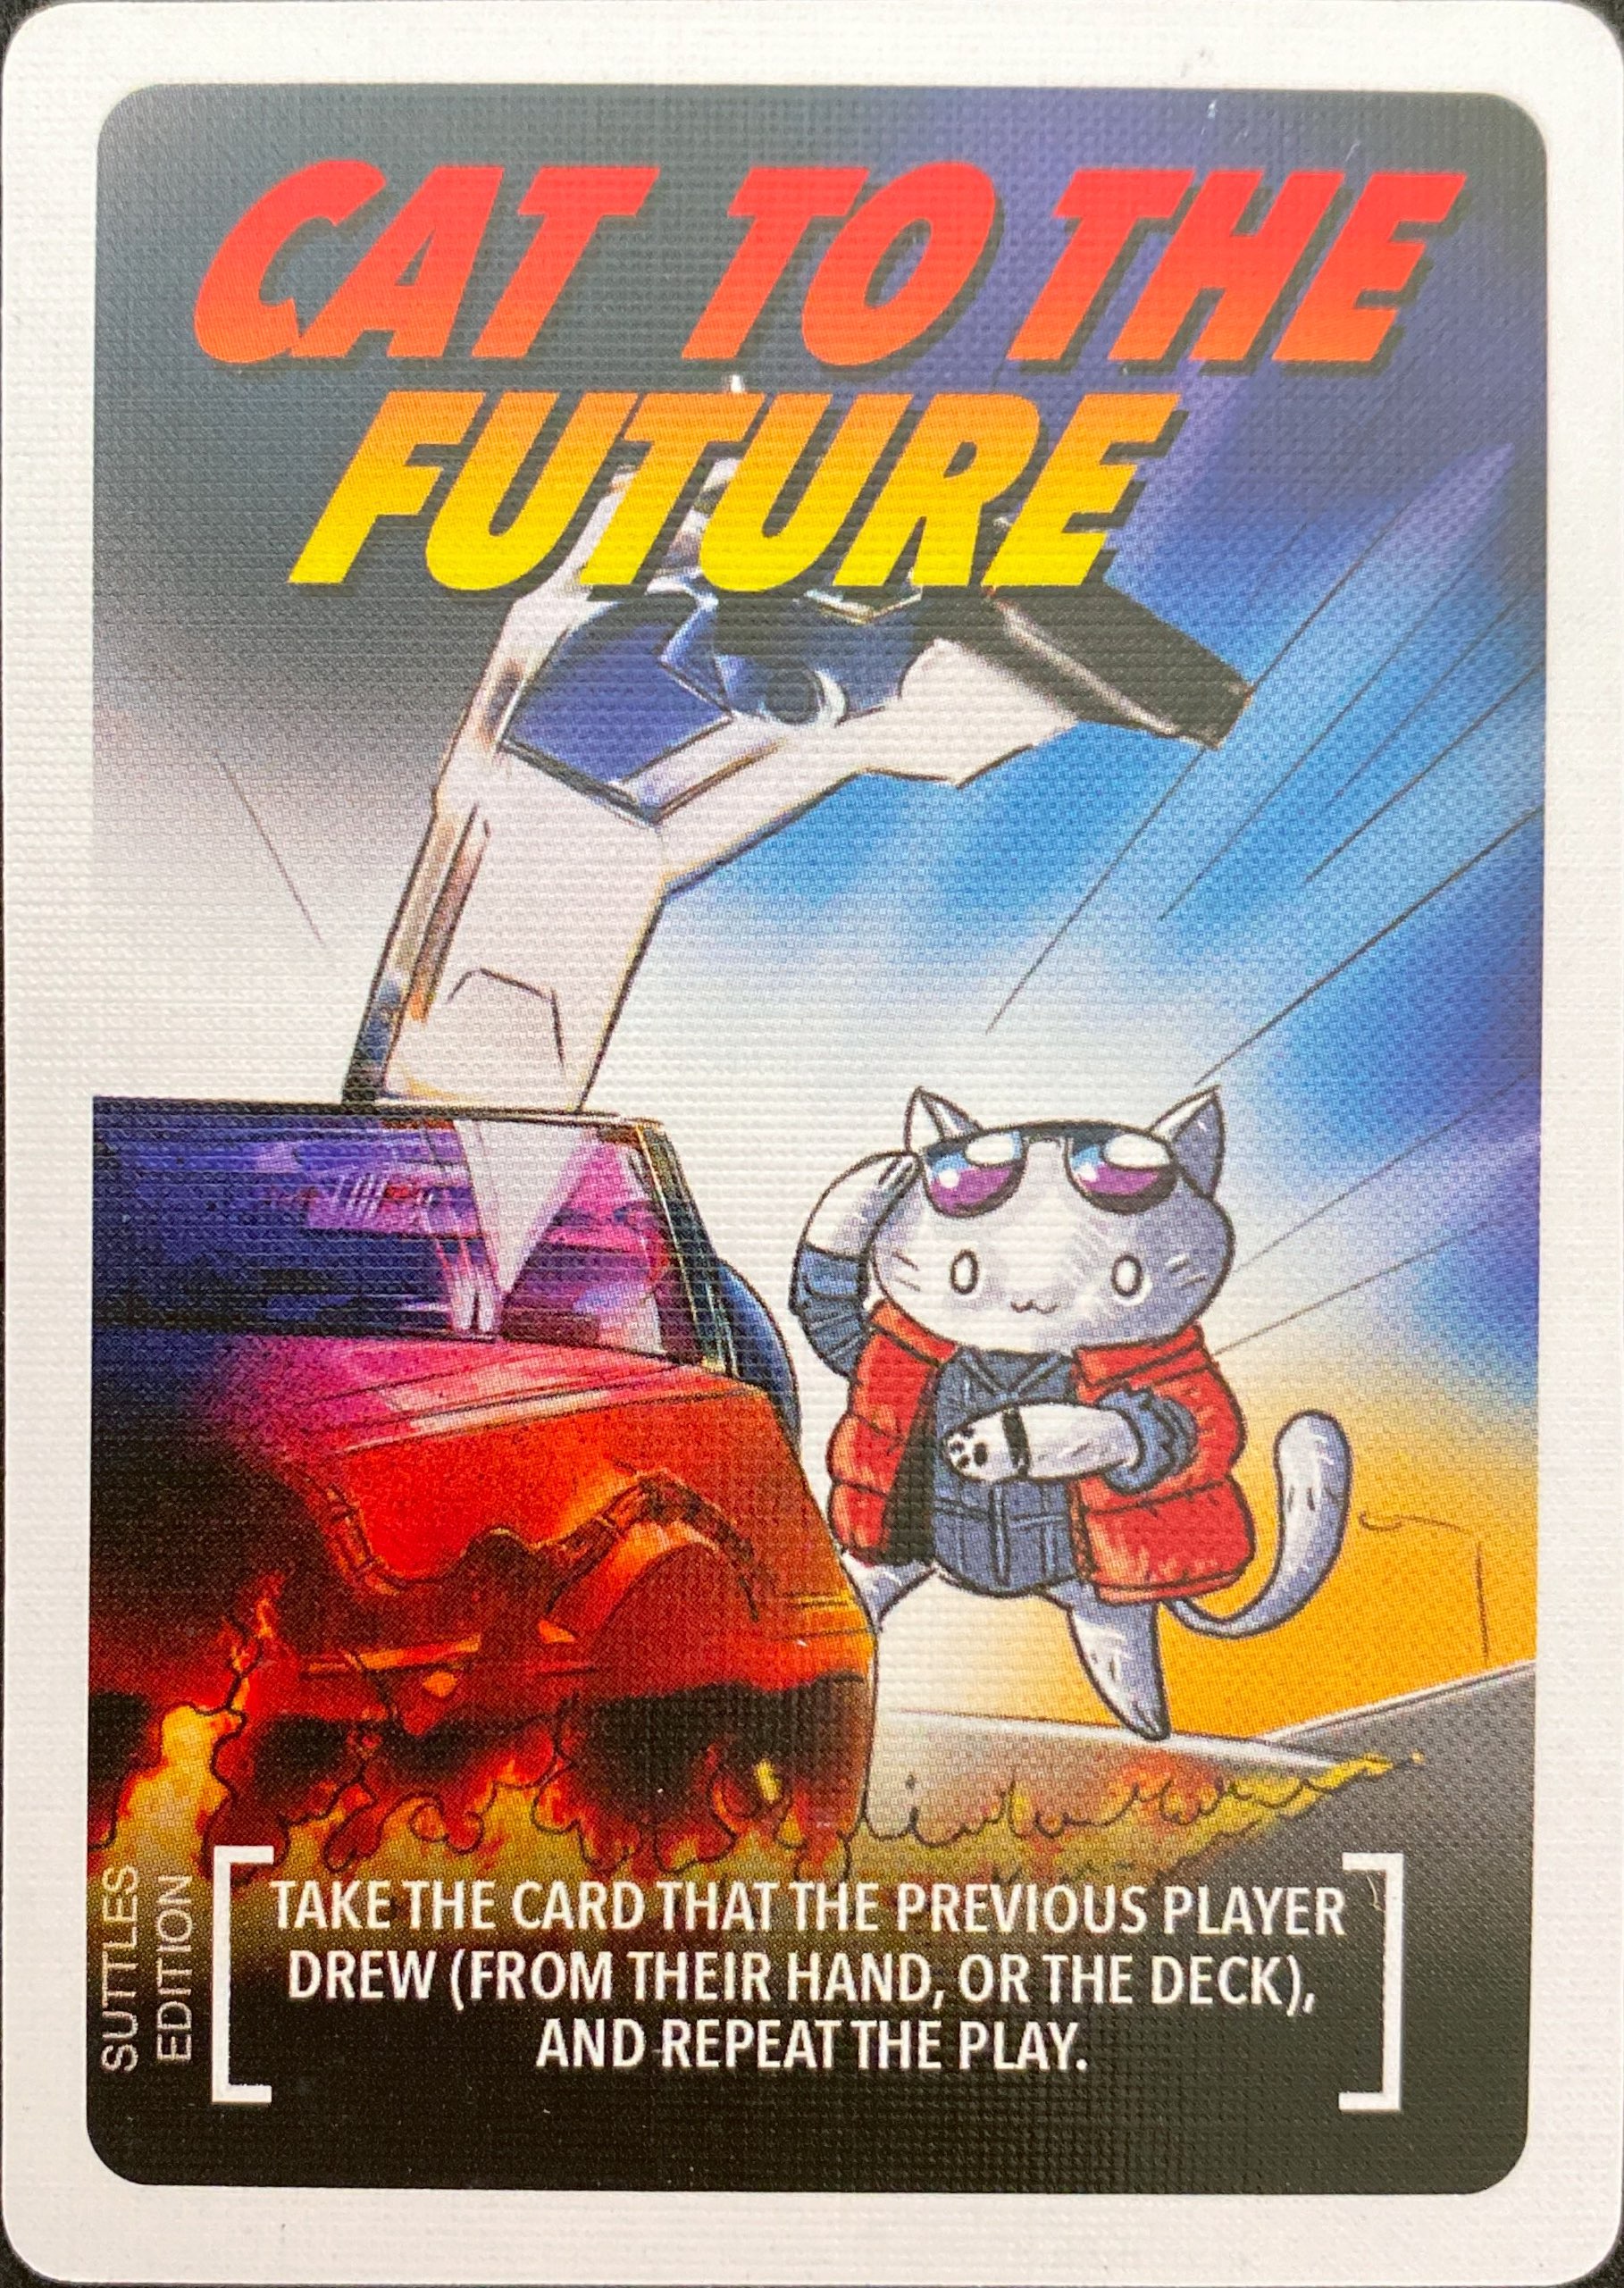 CAT TO THE
FUTURE
SUTTLES
EDITION
TAKE THE CARD THAT THE PREVIOUS PLAYER
DREW (FROM THEIR HAND, OR THE DECK),
AND REPEAT THE PLAY.